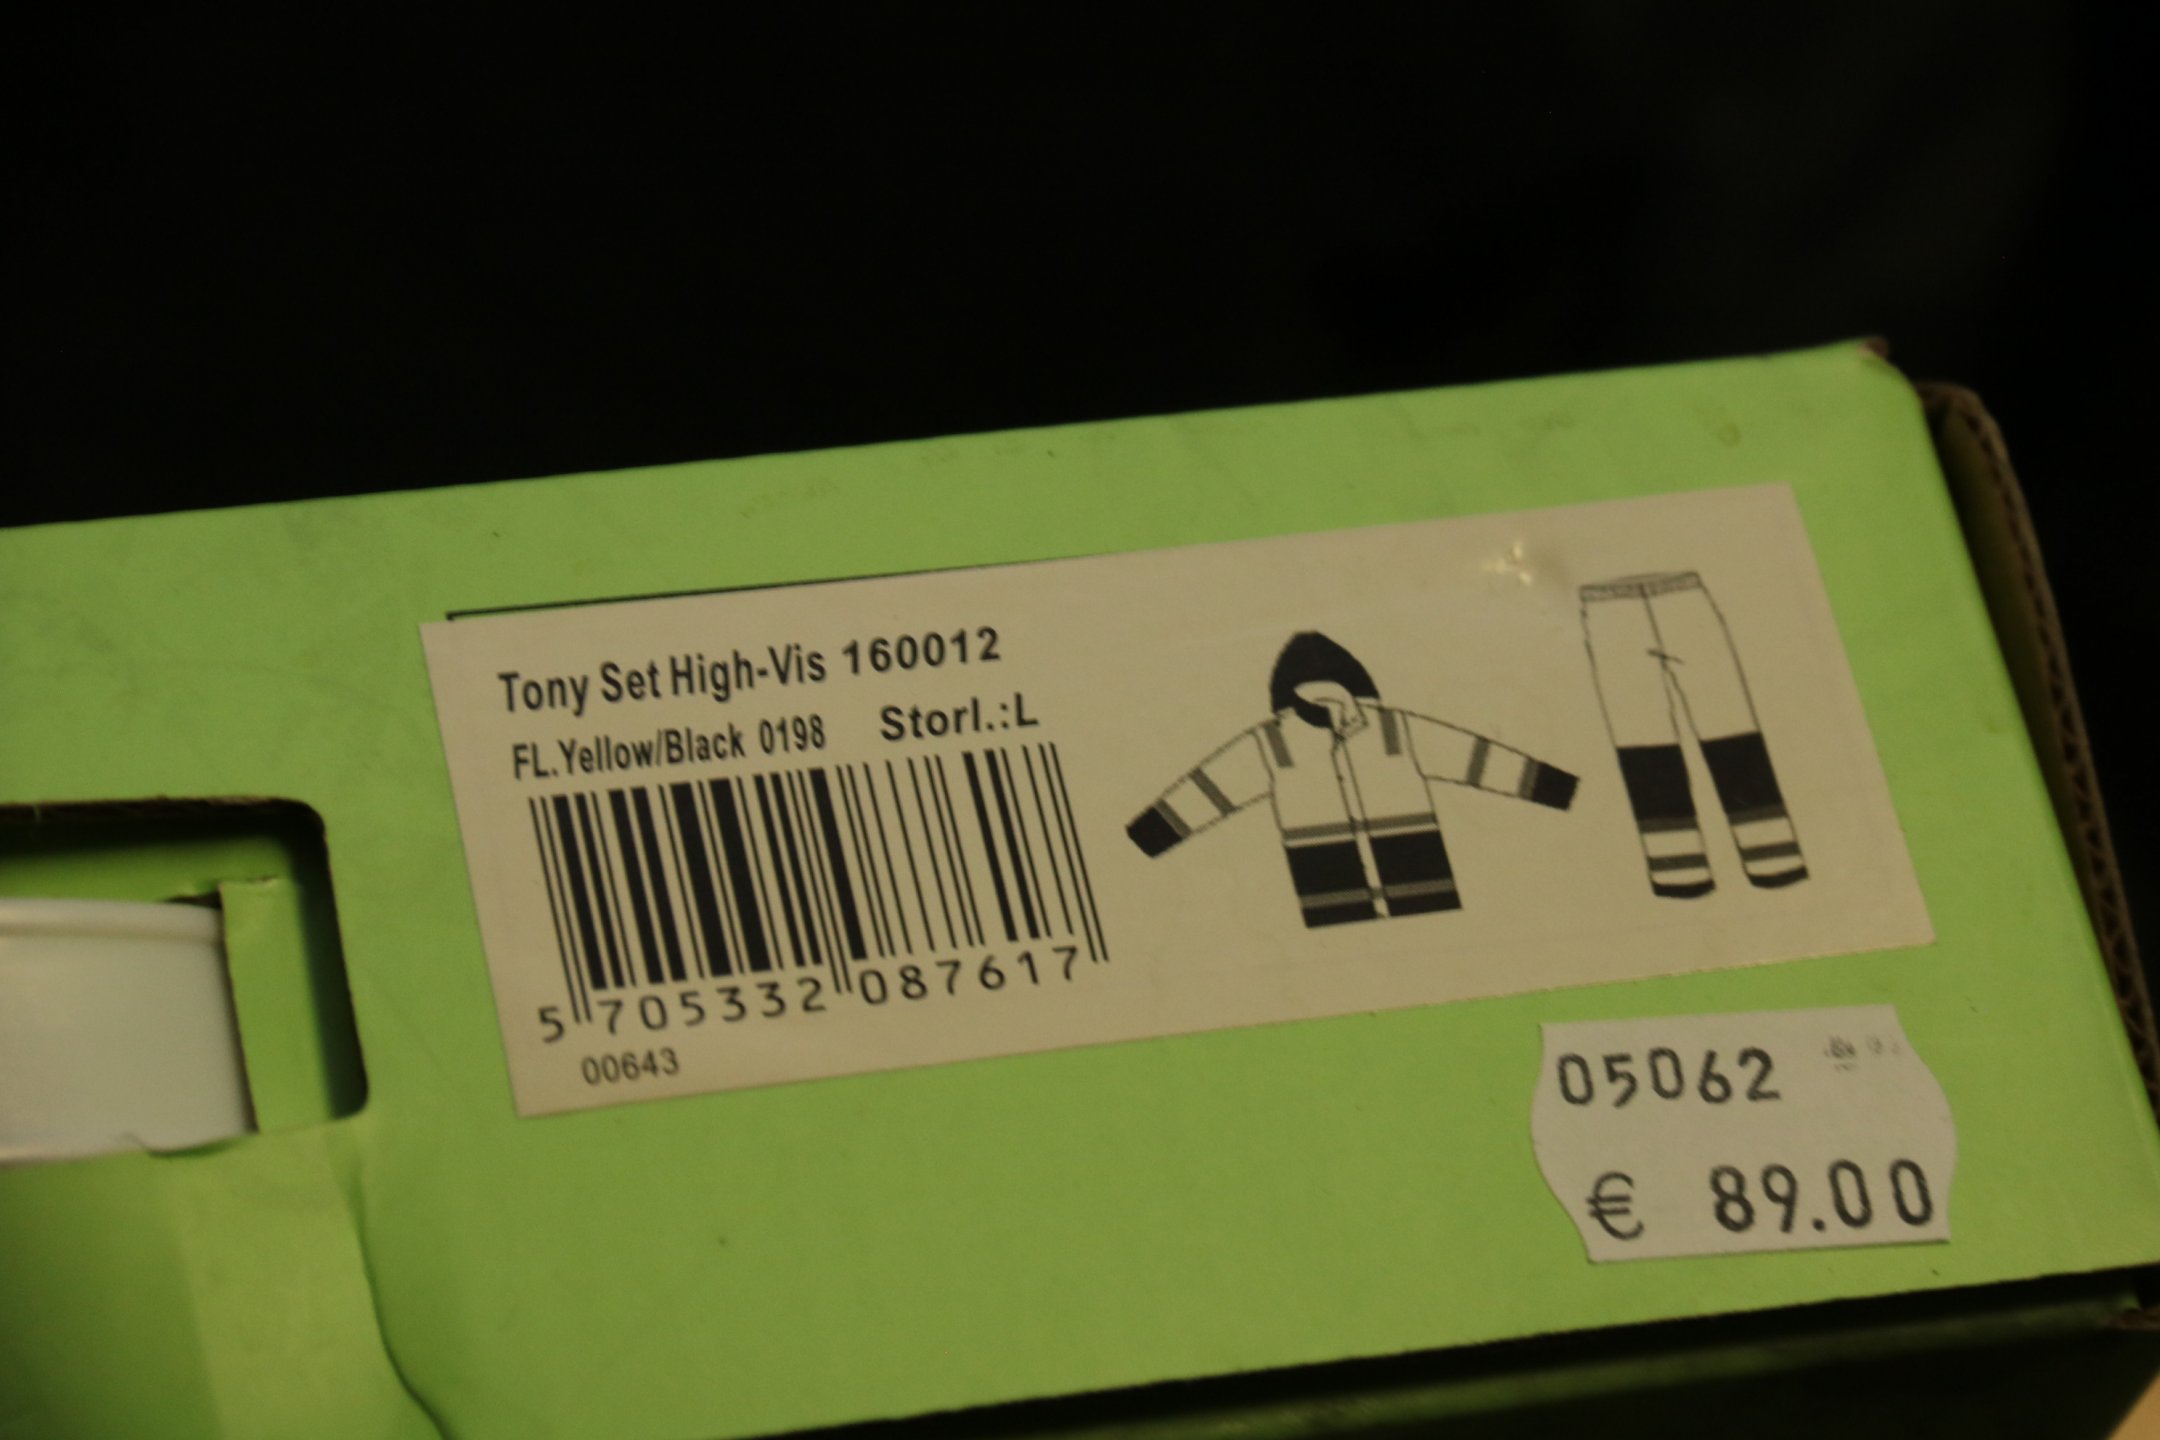 Tony Set High-Vis 160012
FL.Yellow/Black 0198 Storl.:L
5 705332 087617
00643
05062
€ 89.00